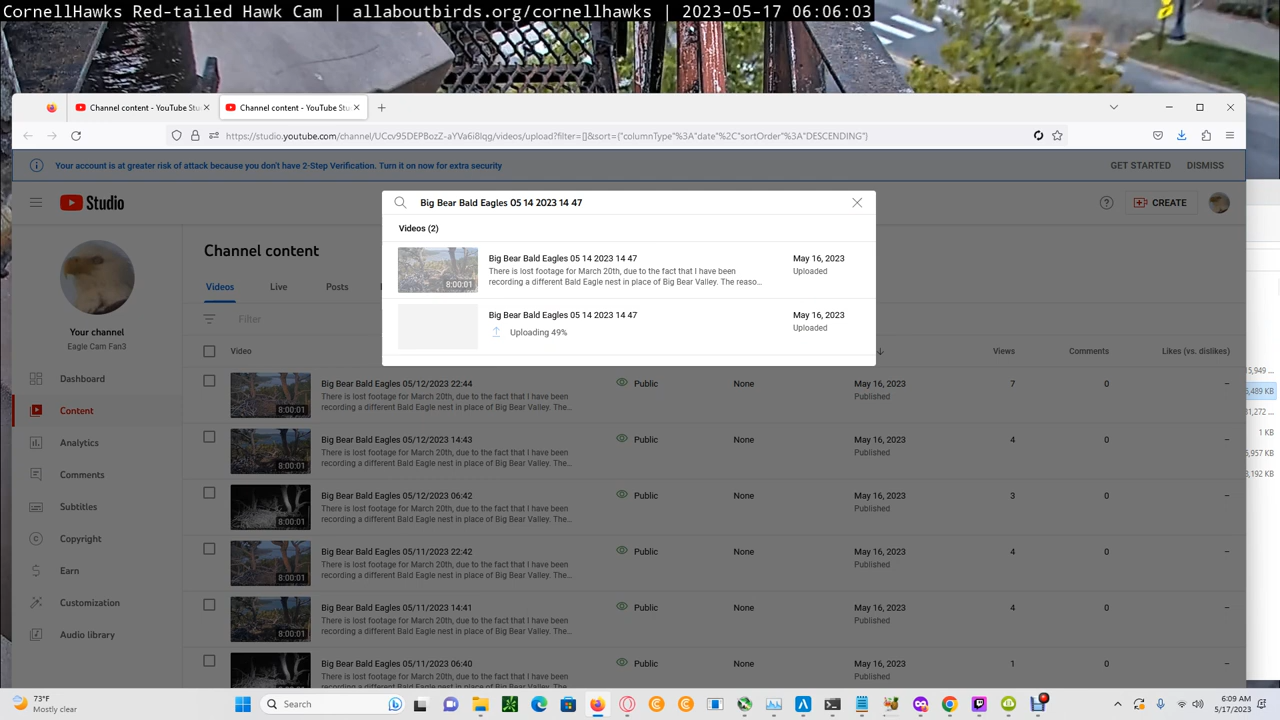 CornellHawks Red-tailed Hawk Cam | allaboutbirds.org/cornellhawks | 2023-05-17 06:06:03
Channel content - YouTube Stu
Channel content - YouTube Stu
https://studio.youtube.com/channel/UCcv95DEPBozZ-aYVa6i8lqg/videos/upload?filter=[]&sort={"columnType"%3A"date"%2C"sortOrder"%3A"DESCENDING"}
Your account is at greater risk of attack because you don't have 2-Step Verification. Turn it on now for extra security
GET STARTED
DISMISS
Studio
Big Bear Bald Eagles 05 14 2023 14 47
CREATE
Videos (2)
Big Bear Bald Eagles 05 14 2023 14 47
There is lost footage for March 20th, due to the fact that I have been
recording a different Bald Eagle nest in place of Big Bear Valley. The reaso...
8:00:01
May 16, 2023
Uploaded
Big Bear Bald Eagles 05 14 2023 14 47
Uploading 49%
May 16, 2023
Uploaded
Your channel
Eagle Cam Fan3
Dashboard
Content
Analytics
Comments
Subtitles
Copyright
Earn
Customization
Audio library
Channel content
Videos
Live
Posts
Filter
Video
Views
Comments
Likes (vs. dislikes)
8:00:01
Big Bear Bald Eagles 05/12/2023 22:44
There is lost footage for March 20th, due to the fact that I have been
recording a different Bald Eagle nest in place of Big Bear Valley. The...
Public
None
May 16, 2023
Published
7
0
–
8:00:01
Big Bear Bald Eagles 05/12/2023 14:43
There is lost footage for March 20th, due to the fact that I have been
recording a different Bald Eagle nest in place of Big Bear Valley. The...
Public
None
May 16, 2023
Published
4
0
–
8:00:01
Big Bear Bald Eagles 05/12/2023 06:42
There is lost footage for March 20th, due to the fact that I have been
recording a different Bald Eagle nest in place of Big Bear Valley. The...
Public
None
May 16, 2023
Published
3
0
–
8:00:01
Big Bear Bald Eagles 05/11/2023 22:42
There is lost footage for March 20th, due to the fact that I have been
recording a different Bald Eagle nest in place of Big Bear Valley. The...
Public
None
May 16, 2023
Published
4
0
–
8:00:01
Big Bear Bald Eagles 05/11/2023 14:41
There is lost footage for March 20th, due to the fact that I have been
recording a different Bald Eagle nest in place of Big Bear Valley. The...
Public
None
May 16, 2023
Published
4
0
–
Big Bear Bald Eagles 05/11/2023 06:40
There is lost footage for March 20th, due to the fact that I have been
recording a different Bald Eagle nest in place of Big Bear Valley. The...
Public
None
May 16, 2023
Published
1
0
–
1 KB
73°F
Mostly clear
Search
6:09 AM
5/17/2023